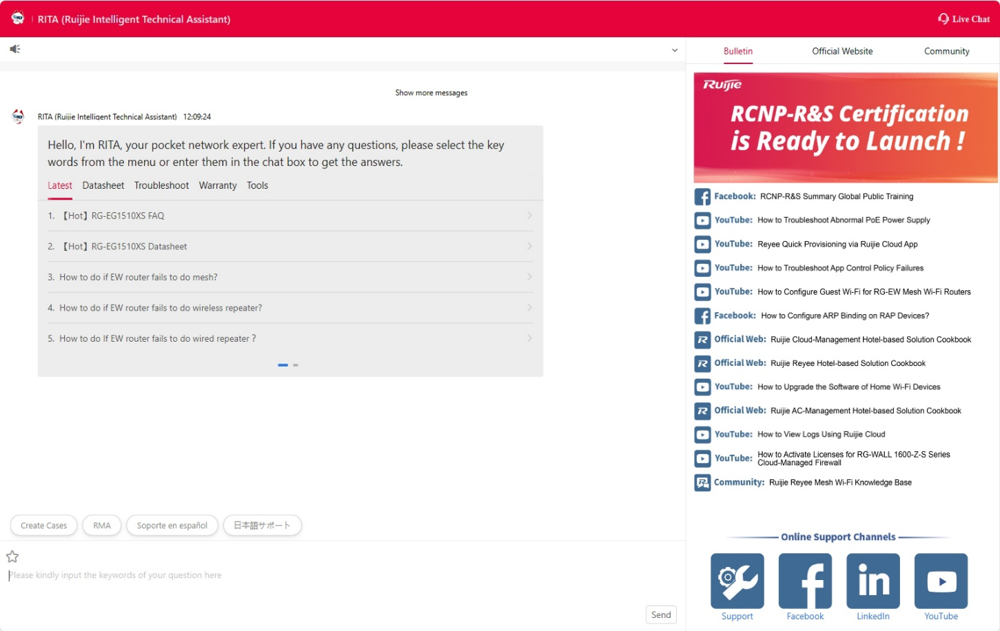 RITA (Ruijie Intelligent Technical Assistant)
Live Chat
Bulletin
Official Website
Community
Show more messages
RITA (Ruijie Intelligent Technical Assistant) 12:09:24
Hello, I'm RITA, your pocket network expert. If you have any questions, please select the key
words from the menu or enter them in the chat box to get the answers.
Latest Datasheet Troubleshoot Warranty Tools
1. 【Hot】RG-EG1510XS FAQ
2. 【Hot】RG-EG1510XS Datasheet
3. How to do if EW router fails to do mesh?
4. How to do if EW router fails to do wireless repeater?
5. How to do If EW router fails to do wired repeater ?
Create Cases
RMA
Soporte en español
日本語サポート
Please kindly input the keywords of your question here
Send
Ruijie
RCNP-R&S Certification
is Ready to Launch !
Facebook: RCNP-R&S Summary Global Public Training
YouTube: How to Troubleshoot Abnormal PoE Power Supply
YouTube: Reyee Quick Provisioning via Ruijie Cloud App
YouTube: How to Troubleshoot App Control Policy Failures
YouTube: How to Configure Guest Wi-Fi for RG-EW Mesh Wi-Fi Routers
Facebook: How to Configure ARP Binding on RAP Devices?
Official Web: Ruijie Cloud-Management Hotel-based Solution Cookbook
Official Web: Ruijie Reyee Hotel-based Solution Cookbook
YouTube: How to Upgrade the Software of Home Wi-Fi Devices
Official Web: Ruijie AC-Management Hotel-based Solution Cookbook
YouTube: How to View Logs Using Ruijie Cloud
YouTube: How to Activate Licenses for RG-WALL 1600-Z-S Series
Cloud-Managed Firewall
Community: Ruijie Reyee Mesh Wi-Fi Knowledge Base
Online Support Channels
Support
Facebook
LinkedIn
YouTube